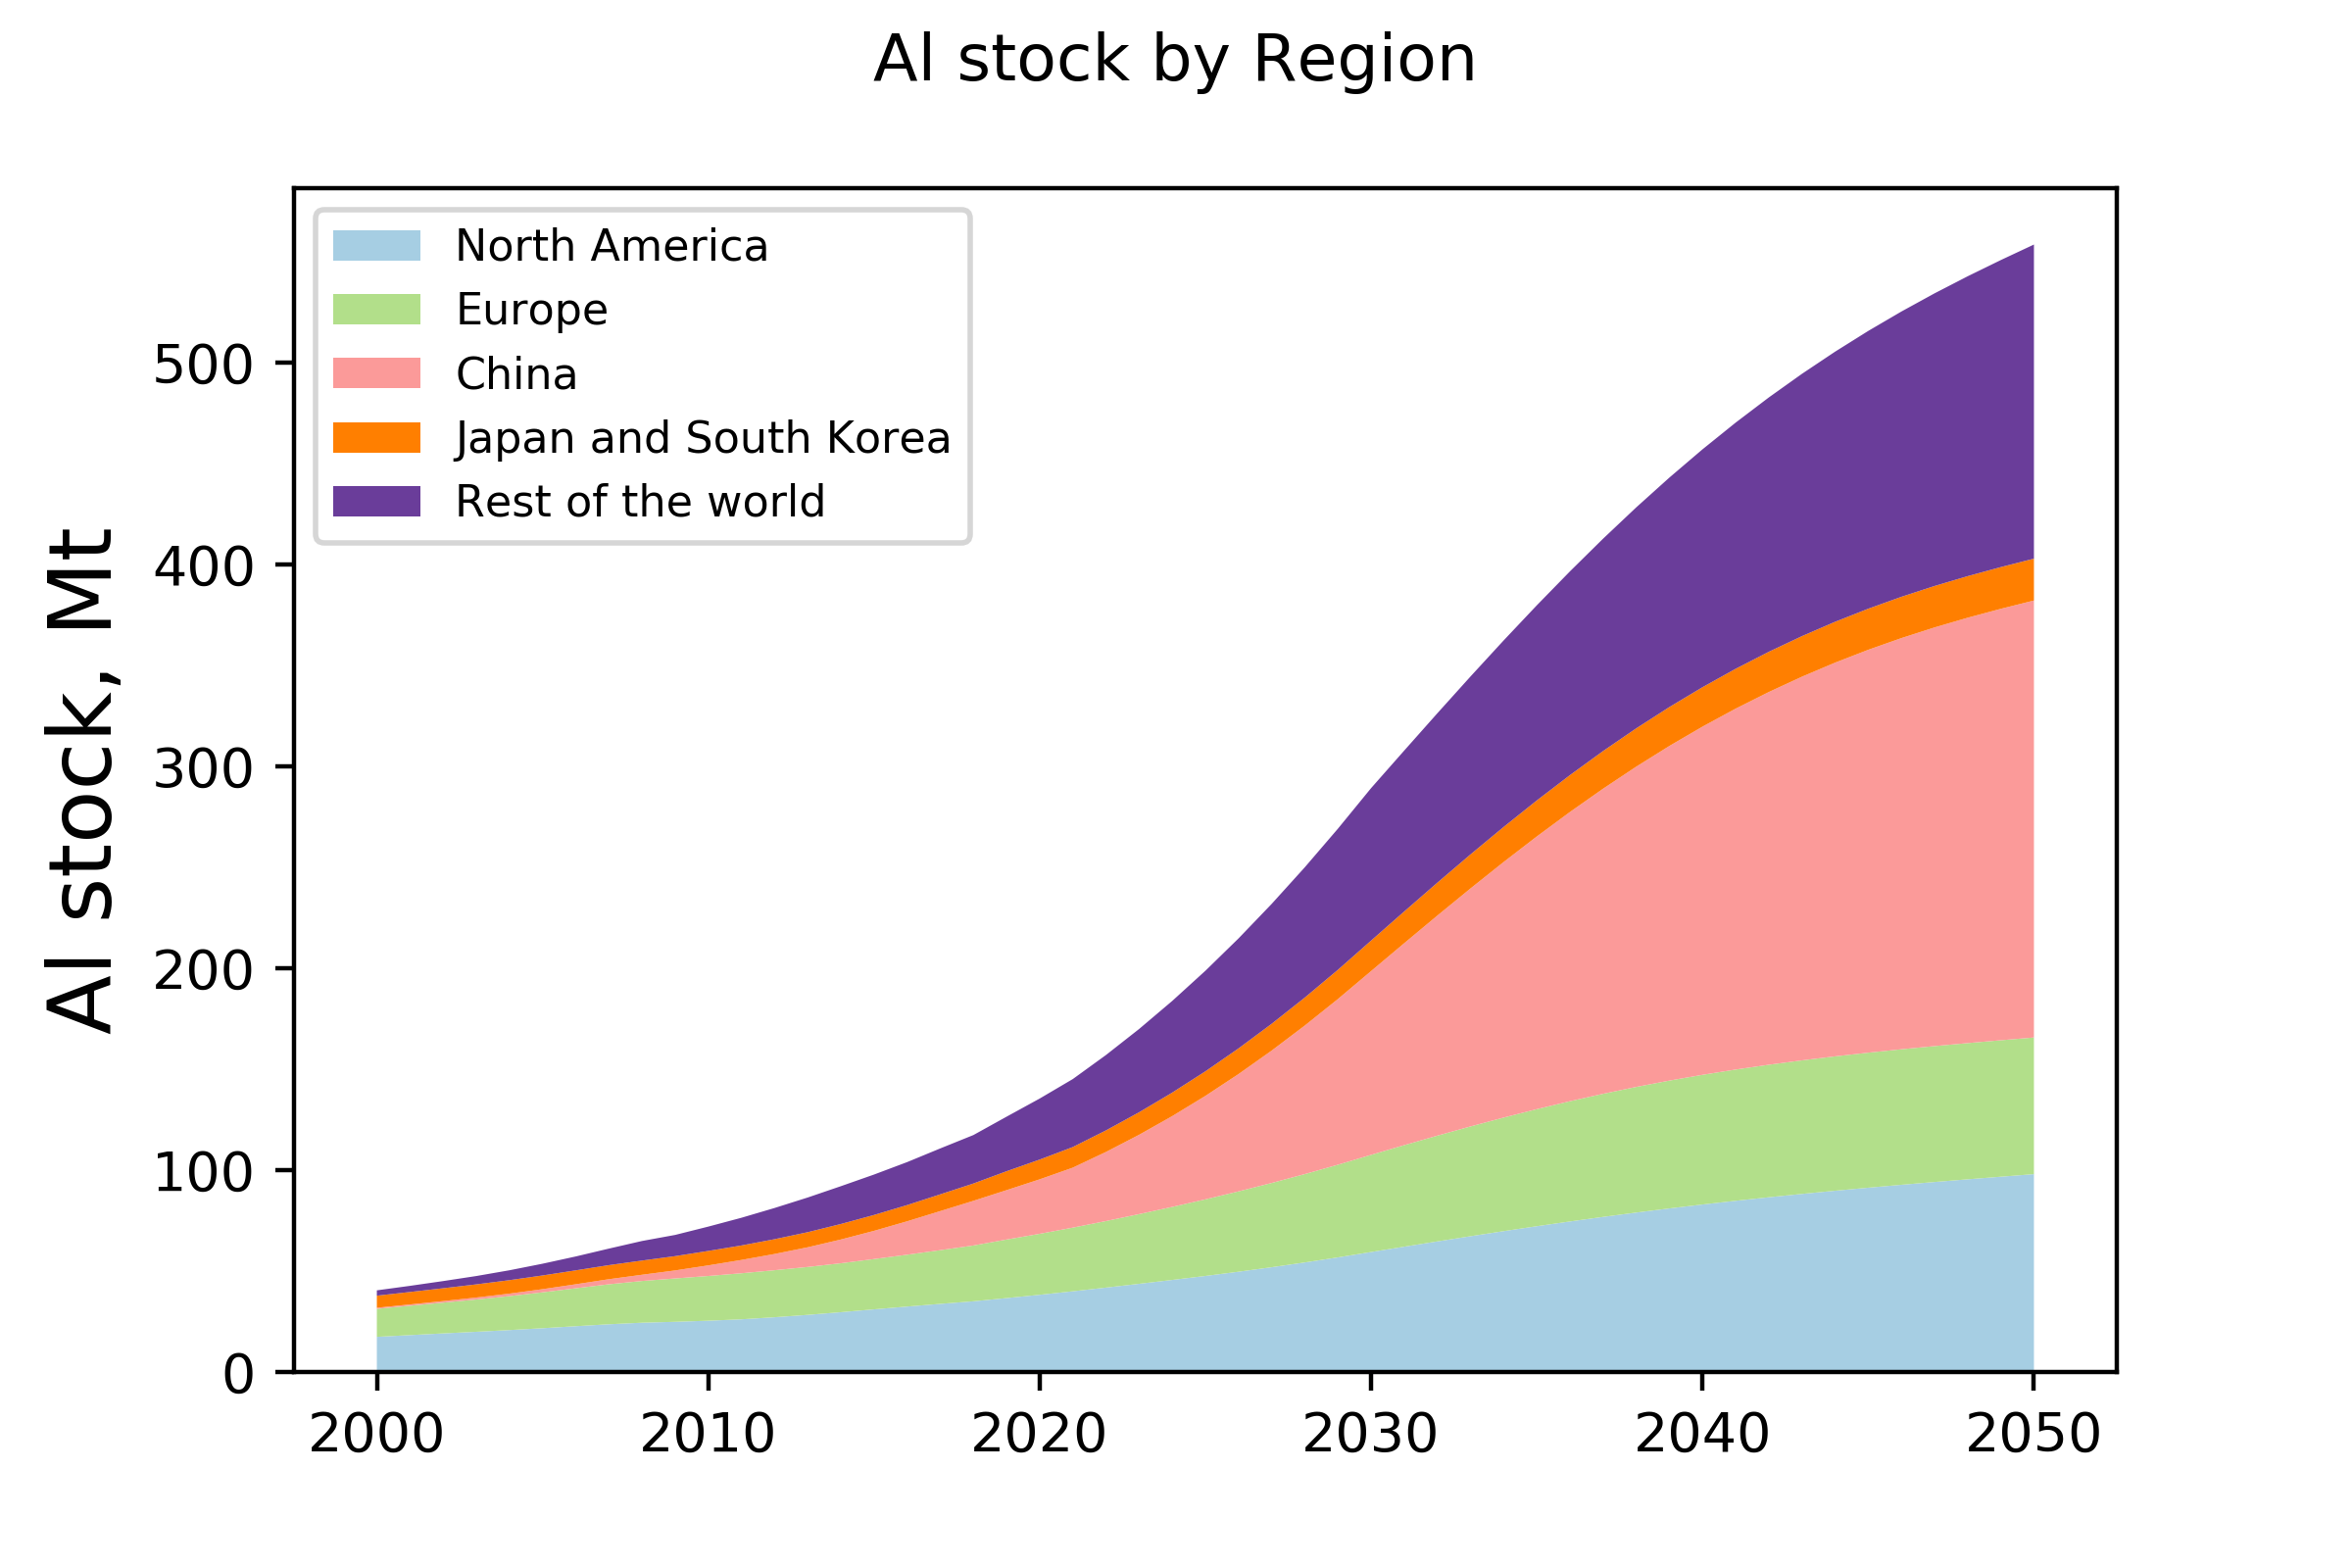 Al stock by Region
North America
Europe
China
Japan and South Korea
Rest of the world
Al stock, Mt
500
400
300
200
100
0
2000 2010 2020 2030 2040 2050